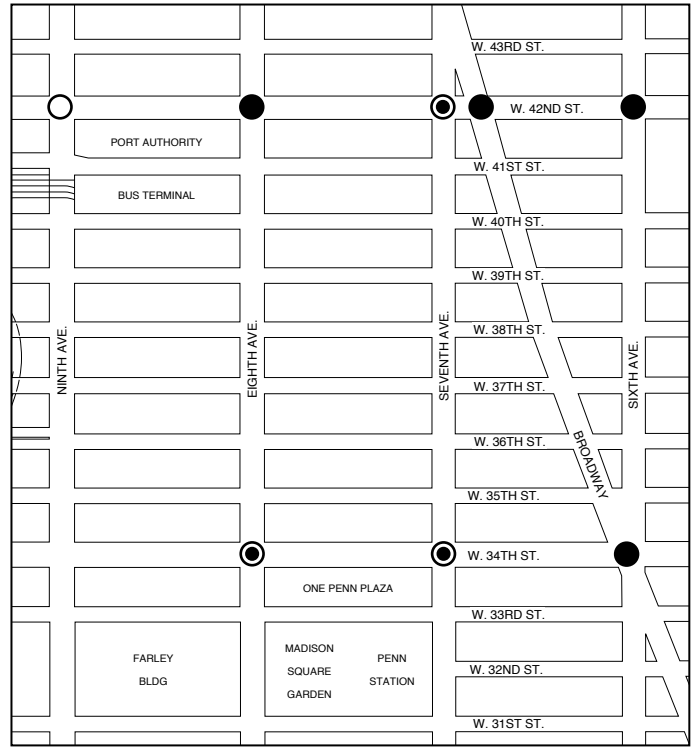 W. 43RD ST.
W. 42ND ST.
PORT AUTHORITY
W. 41ST ST.
BUS TERMINAL
W. 40TH ST.
W. 39TH ST.
W. 38TH ST.
NINTH AVE.
EIGHTH AVE.
SEVENTH AVE.
SIXTH AVE.
W. 37TH ST.
W. 36TH ST.
BROADWAY
W. 35TH ST.
W. 34TH ST.
ONE PENN PLAZA
W. 33RD ST.
FARLEY
BLDG
MADISON
SQUARE
GARDEN
PENN
STATION
W. 32ND ST.
W. 31ST ST.